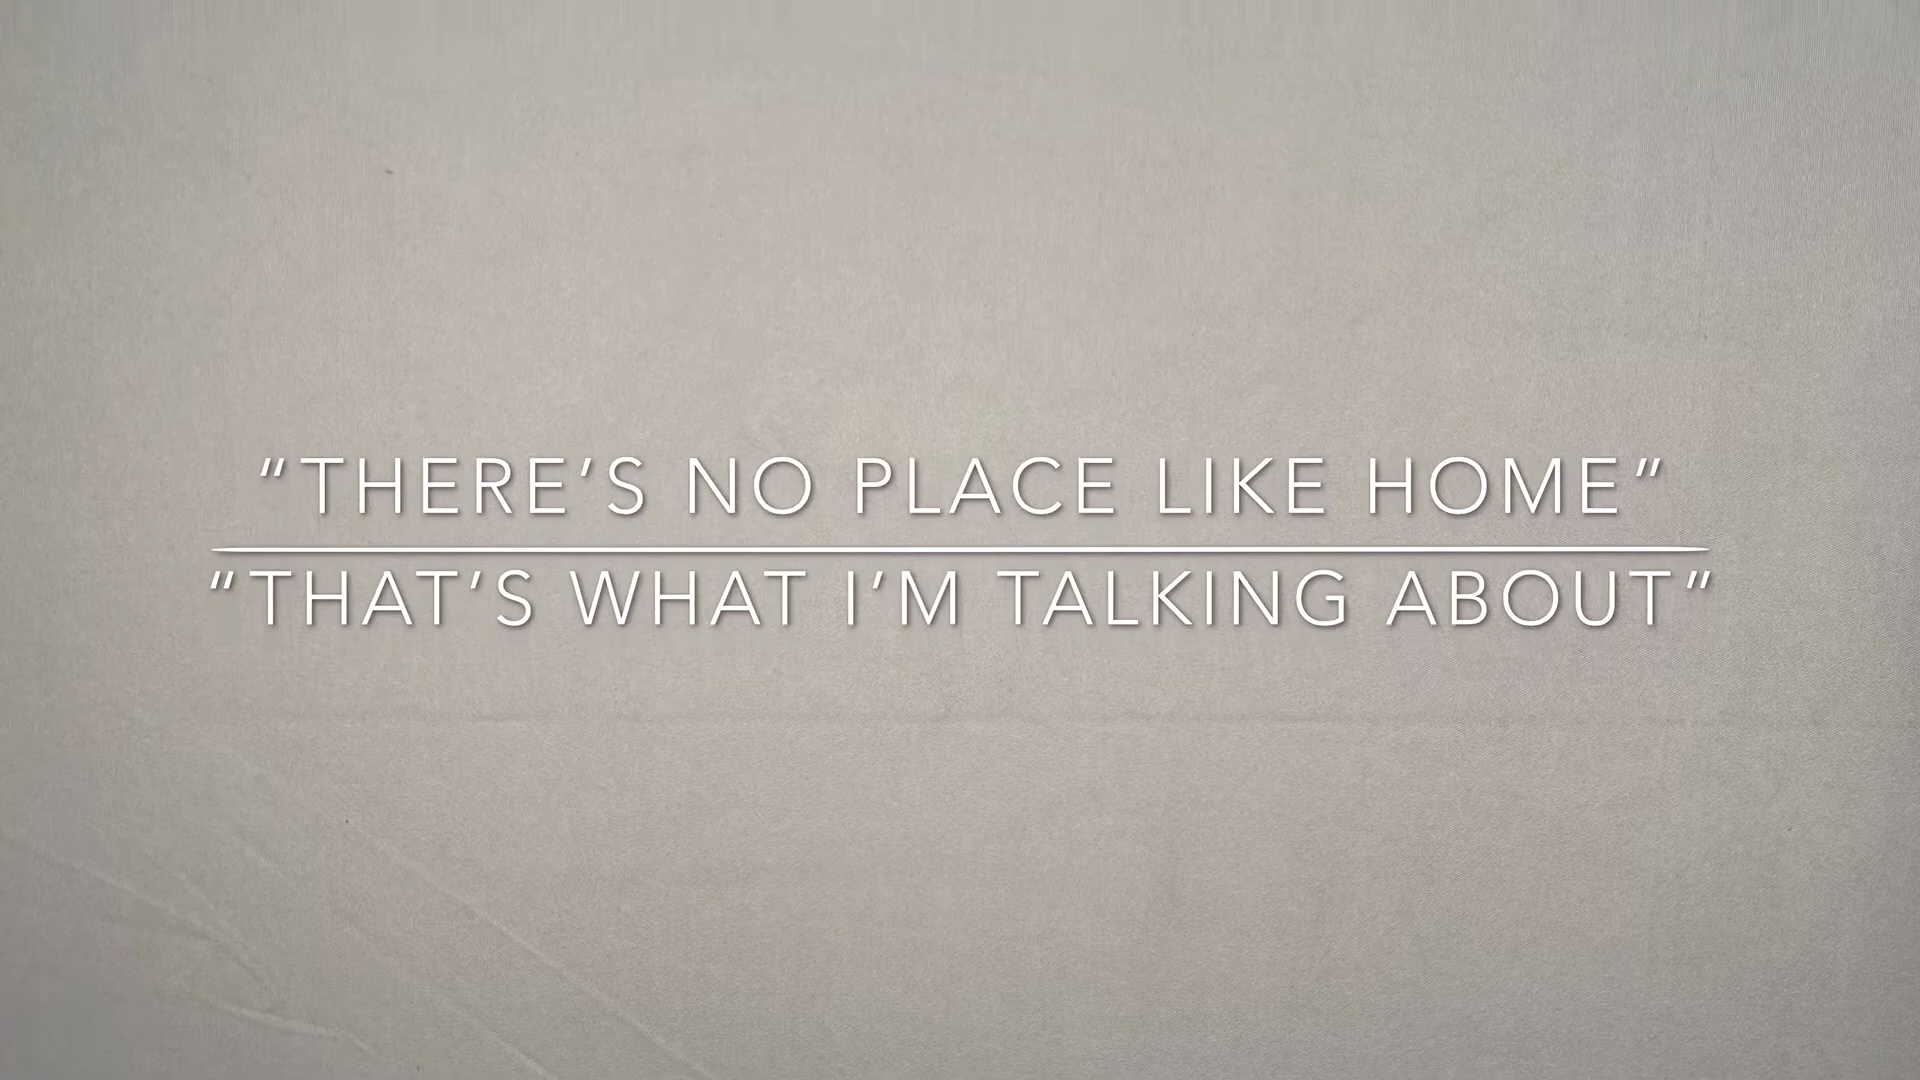 “THERE’S NO PLACE LIKE HOME”
“THAT’S WHAT I’M TALKING ABOUT”